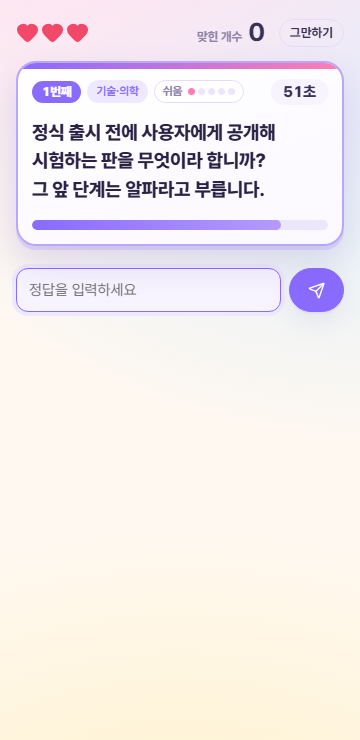 맞힌 개수 0 그만하기
1번째 기술·의학 쉬움 51초
정식 출시 전에 사용자에게 공개해
시험하는 판을 무엇이라 합니까?
그 앞 단계는 알파라고 부릅니다.
정답을 입력하세요